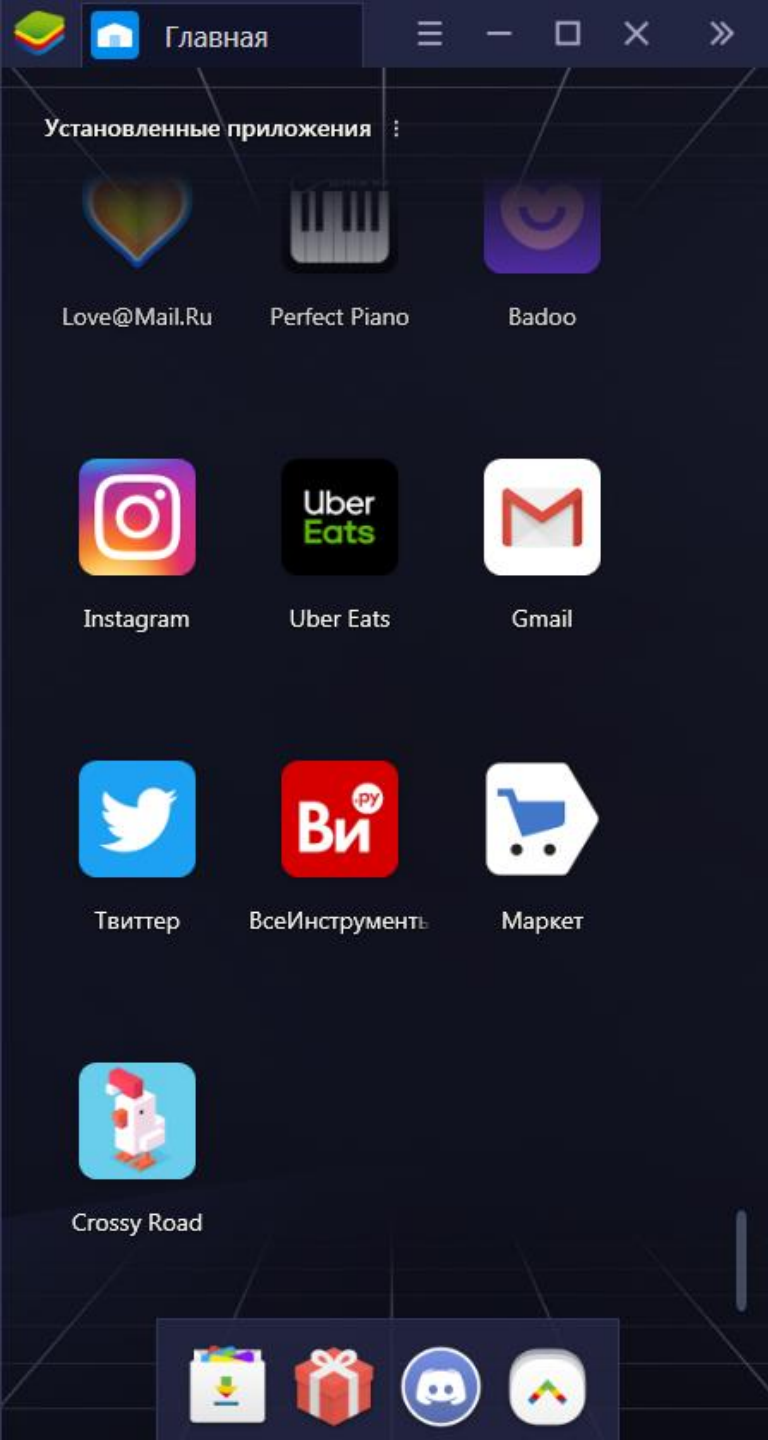 Главная
Установленные приложения
Love@Mail.Ru Perfect Piano Badoo
Uber
Eats
Instagram Uber Eats Gmail
.РУ
Ви
Твиттер ВсеИнструменть Маркет
Crossy Road